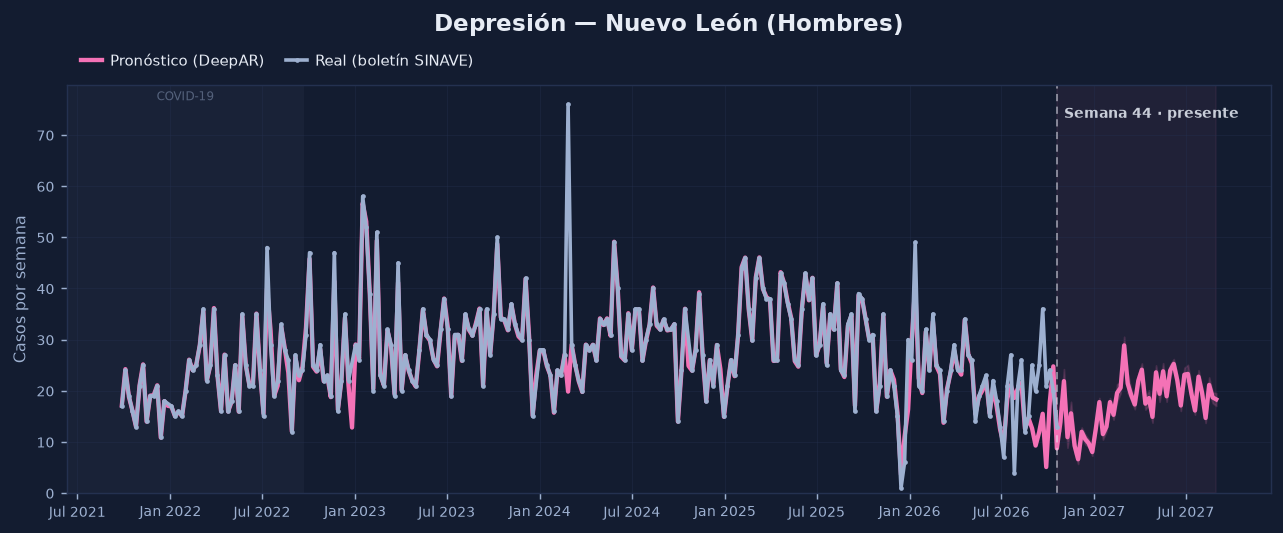 Depresión — Nuevo León (Hombres)
Pronóstico (DeepAR)
Real (boletín SINAVE)
COVID-19
Semana 44 · presente
Casos por semana
70
60
50
40
30
20
10
0
Jul 2021
Jan 2022
Jul 2022
Jan 2023
Jul 2023
Jan 2024
Jul 2024
Jan 2025
Jul 2025
Jan 2026
Jul 2026
Jan 2027
Jul 2027